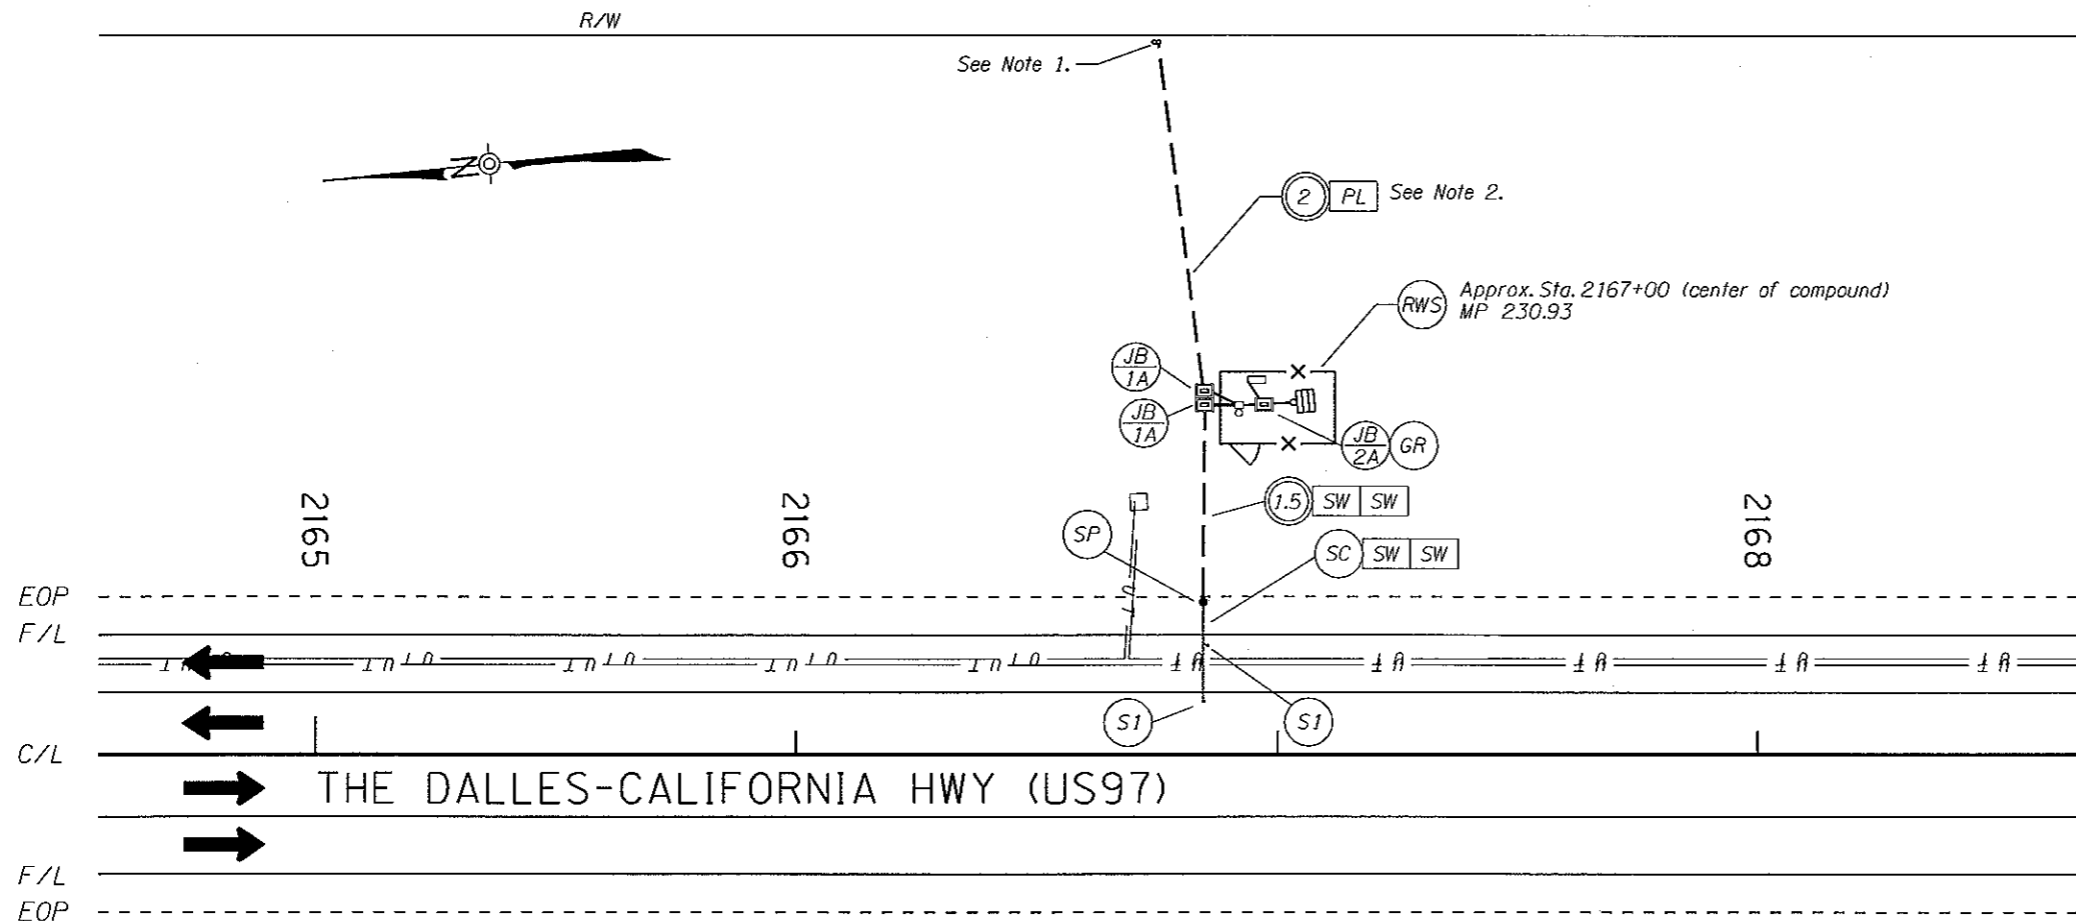 R/W
See Note 1.
N
2 PL See Note 2.
RWS Approx. Sta. 2167+00 (center of compound)
MP 230.93
JB
1A
JB
1A
JB
2A GR
2165
2166
2168
1.5 SW SW
SP
SC SW SW
EOP
F/L
S1
S1
C/L
THE DALLES-CALIFORNIA HWY (US97)
F/L
EOP